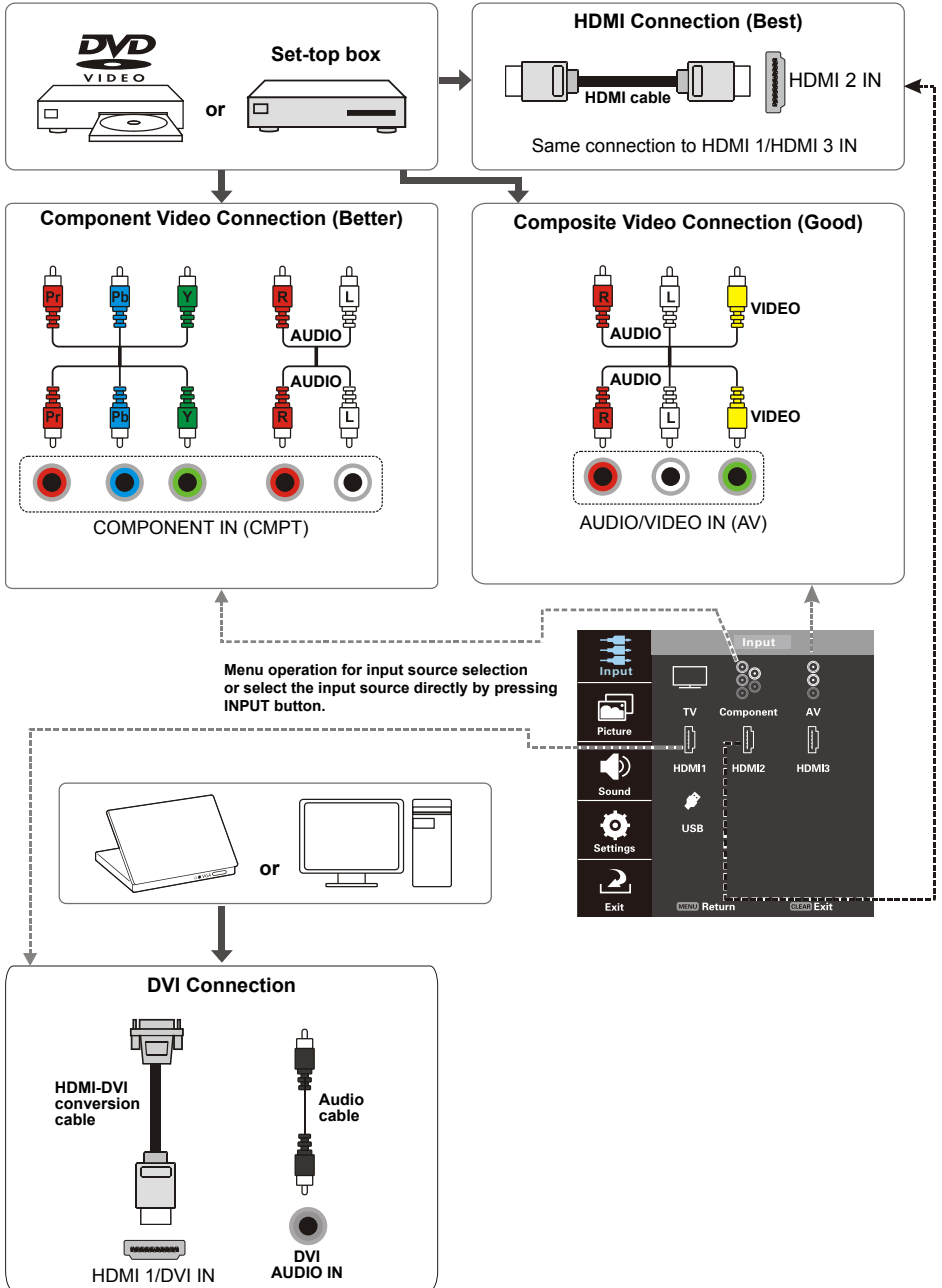 DVD
VIDEO
or
Set-top box
HDMI Connection (Best)
HDMI cable
HDMI 2 IN
Same connection to HDMI 1/HDMI 3 IN
Component Video Connection (Better)
Pr
Pb
Y
R
L
AUDIO
AUDIO
Pr
Pb
Y
R
L
COMPONENT IN (CMPT)
Composite Video Connection (Good)
R
L
VIDEO
AUDIO
AUDIO
R
L
VIDEO
AUDIO/VIDEO IN (AV)
Menu operation for input source selection
or select the input source directly by pressing
INPUT button.
Input
Picture
Sound
Settings
Exit
Input
TV
Component
AV
HDMI1
HDMI2
HDMI3
USB
MENU Return
CLEAR Exit
or
DVI Connection
HDMI-DVI
conversion
cable
Audio
cable
HDMI 1/DVI IN
DVI
AUDIO IN